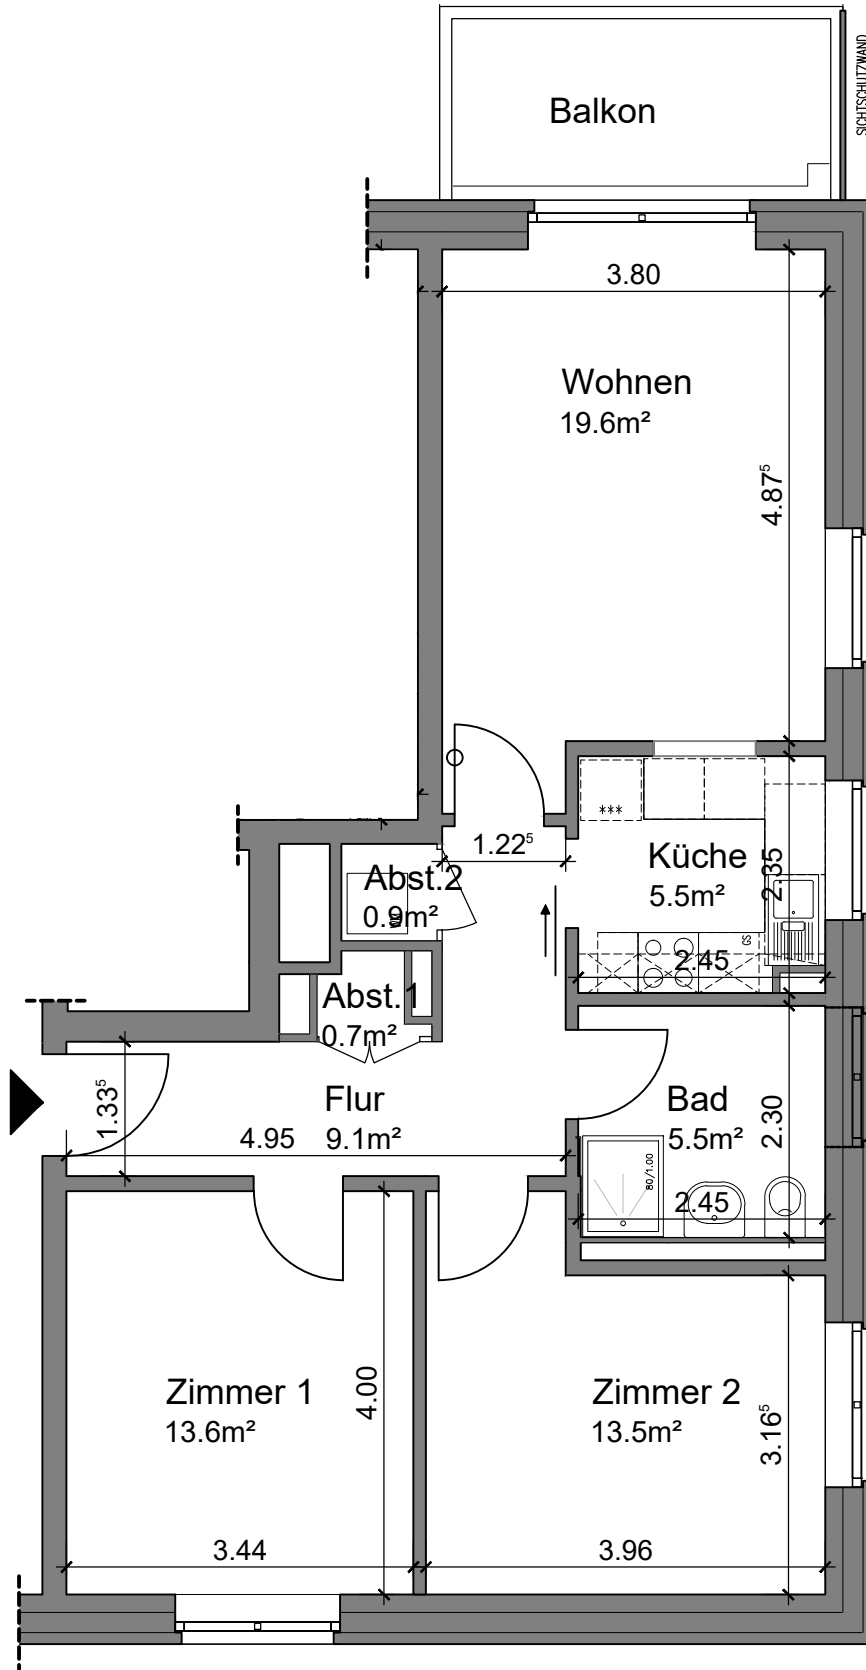 SICHTSCHUTZWAND
Balkon
3.80
Wohnen
19.6m²
4.87⁵
1.22⁵
***
Küche
5.5m²
2.35
GS
2.45
Abst.2
0.9m²
Abst.1
0.7m²
1.33⁵
Flur
4.95
9.1m²
Bad
5.5m²
2.30
80/1.00
2.45
Zimmer 1
13.6m²
4.00
3.44
Zimmer 2
13.5m²
3.16⁵
3.96